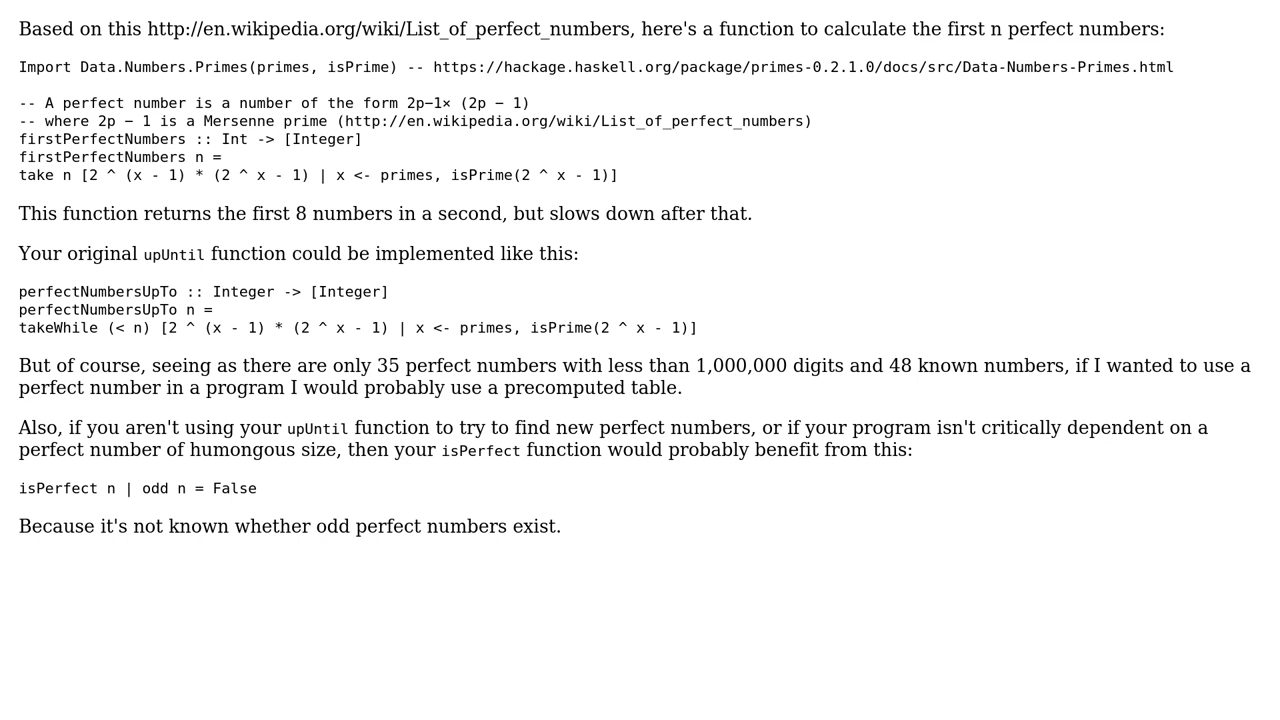 Based on this http://en.wikipedia.org/wiki/List_of_perfect_numbers, here's a function to calculate the first n perfect numbers:
Import Data.Numbers.Primes(primes, isPrime) -- https://hackage.haskell.org/package/primes-0.2.1.0/docs/src/Data-Numbers-Primes.html
-- A perfect number is a number of the form 2p−1× (2p − 1)
-- where 2p − 1 is a Mersenne prime (http://en.wikipedia.org/wiki/List_of_perfect_numbers)
firstPerfectNumbers :: Int -> [Integer]
firstPerfectNumbers n =
take n [2 ^ (x - 1) * (2 ^ x - 1) | x <- primes, isPrime(2 ^ x - 1)]
This function returns the first 8 numbers in a second, but slows down after that.
Your original upUntil function could be implemented like this:
perfectNumbersUpTo :: Integer -> [Integer]
perfectNumbersUpTo n =
takeWhile (< n) [2 ^ (x - 1) * (2 ^ x - 1) | x <- primes, isPrime(2 ^ x - 1)]
But of course, seeing as there are only 35 perfect numbers with less than 1,000,000 digits and 48 known numbers, if I wanted to use a
perfect number in a program I would probably use a precomputed table.
Also, if you aren't using your upUntil function to try to find new perfect numbers, or if your program isn't critically dependent on a
perfect number of humongous size, then your isPerfect function would probably benefit from this:
isPerfect n | odd n = False
Because it's not known whether odd perfect numbers exist.